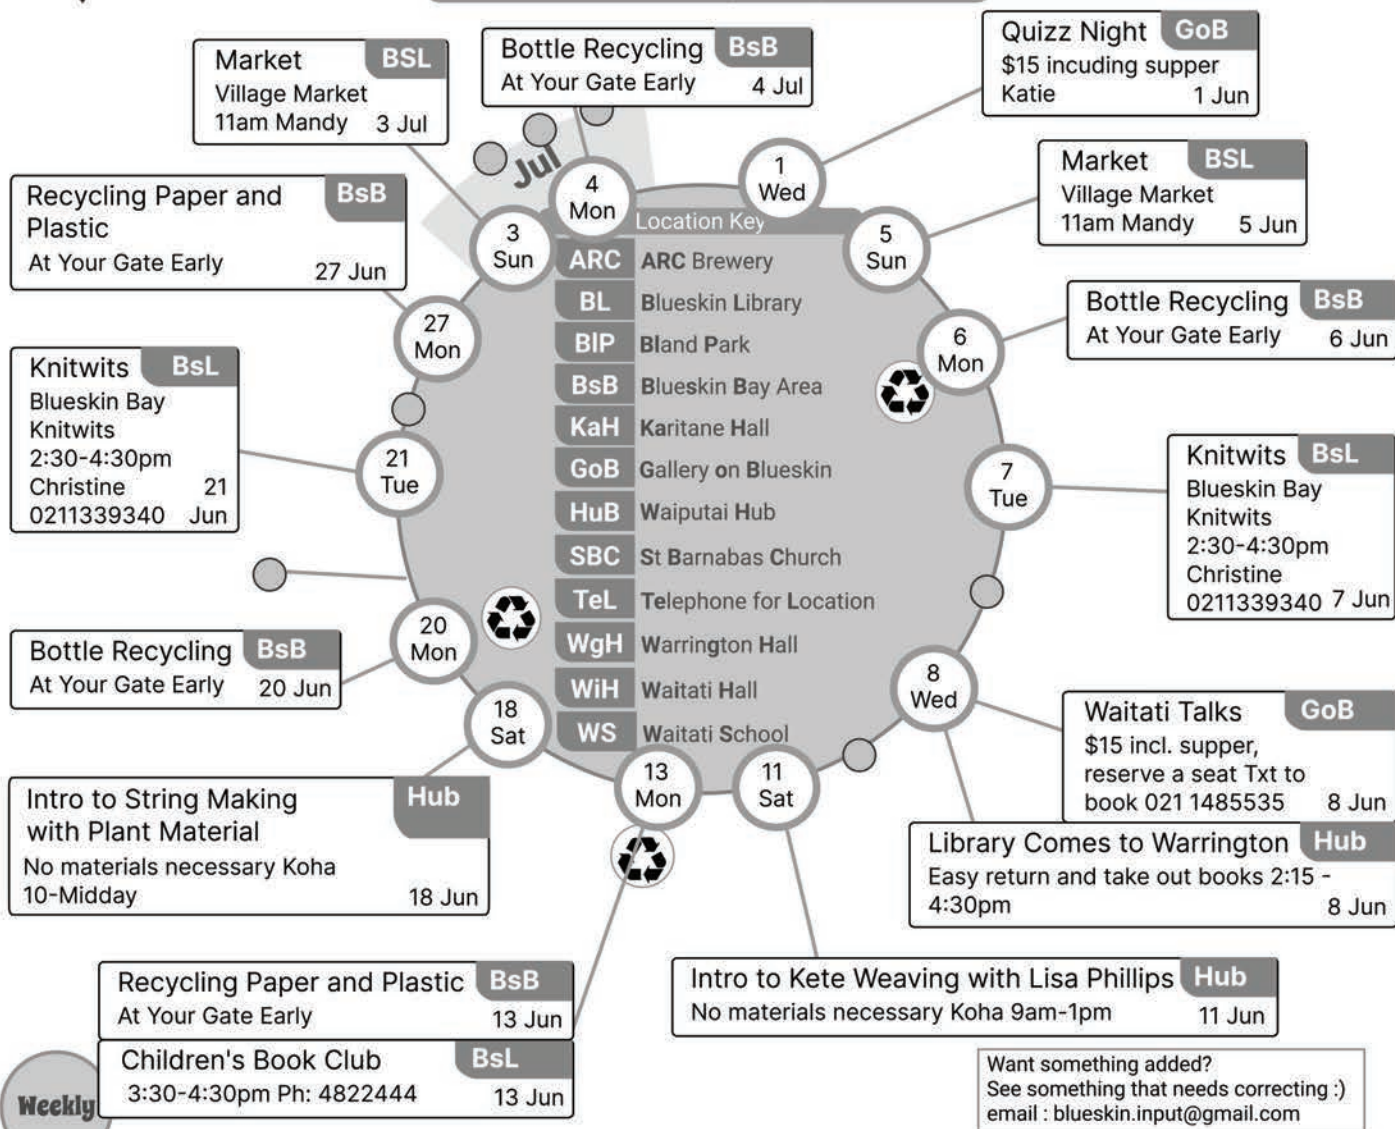 Market BSL
Village Market
11am Mandy 3 Jul
Bottle Recycling BsB
At Your Gate Early 4 Jul
Quizz Night GoB
$15 incuding supper
Katie 1 Jun
Market BSL
Village Market
11am Mandy 5 Jun
Recycling Paper and BsB
Plastic
At Your Gate Early 27 Jun
Bottle Recycling BsB
At Your Gate Early 6 Jun
Knitwits BsL
Blueskin Bay
Knitwits
2:30-4:30pm
Christine 21
0211339340 Jun
Knitwits BsL
Blueskin Bay
Knitwits
2:30-4:30pm
Christine
0211339340 7 Jun
Bottle Recycling BsB
At Your Gate Early 20 Jun
Waitati Talks GoB
$15 incl. supper,
reserve a seat Txt to
book 021 1485535 8 Jun
Library Comes to Warrington Hub
Easy return and take out books 2:15 -
4:30pm 8 Jun
Intro to String Making Hub
with Plant Material
No materials necessary Koha
10-Midday 18 Jun
Intro to Kete Weaving with Lisa Phillips Hub
No materials necessary Koha 9am-1pm 11 Jun
Recycling Paper and Plastic BsB
At Your Gate Early 13 Jun
Children's Book Club BsL
3:30-4:30pm Ph: 4822444 13 Jun
Jul
1
Wed
5
Sun
6
Mon
7
Tue
8
Wed
11
Sat
13
Mon
18
Sat
20
Mon
21
Tue
27
Mon
3
Sun
4
Mon
Location Key
ARC ARC Brewery
BL Blueskin Library
BlP Bland Park
BsB Blueskin Bay Area
KaH Karitane Hall
GoB Gallery on Blueskin
HuB Waiputai Hub
SBC St Barnabas Church
TeL Telephone for Location
WgH Warrington Hall
WiH Waitati Hall
WS Waitati School
Weekly
Want something added?
See something that needs correcting :)
email : blueskin.input@gmail.com